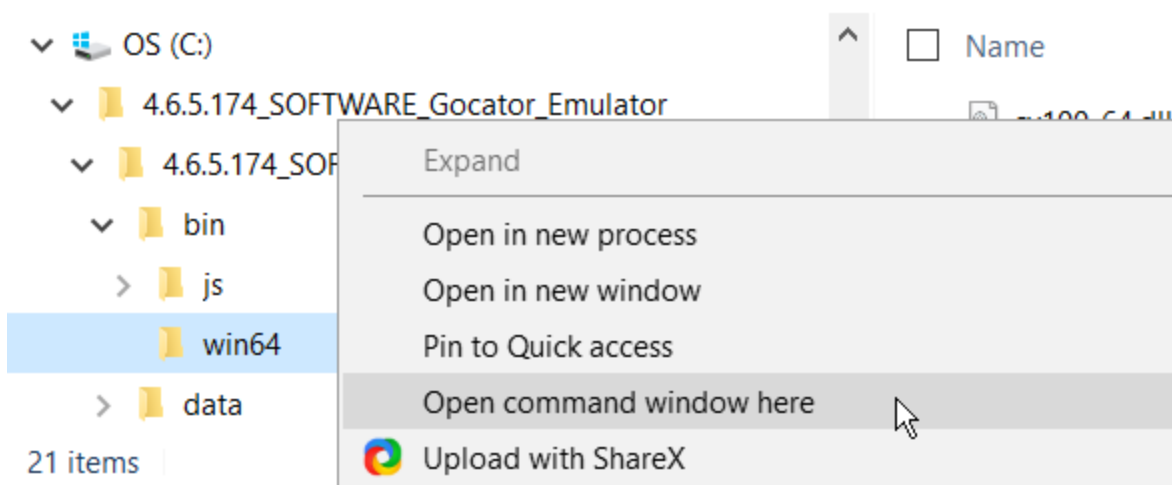 OS (C:)
Name
4.6.5.174_SOFTWARE_Gocator_Emulator
4.6.5.174_SOF
Expand
bin
Open in new process
js
Open in new window
win64
Pin to Quick access
data
Open command window here
21 items
Upload with ShareX